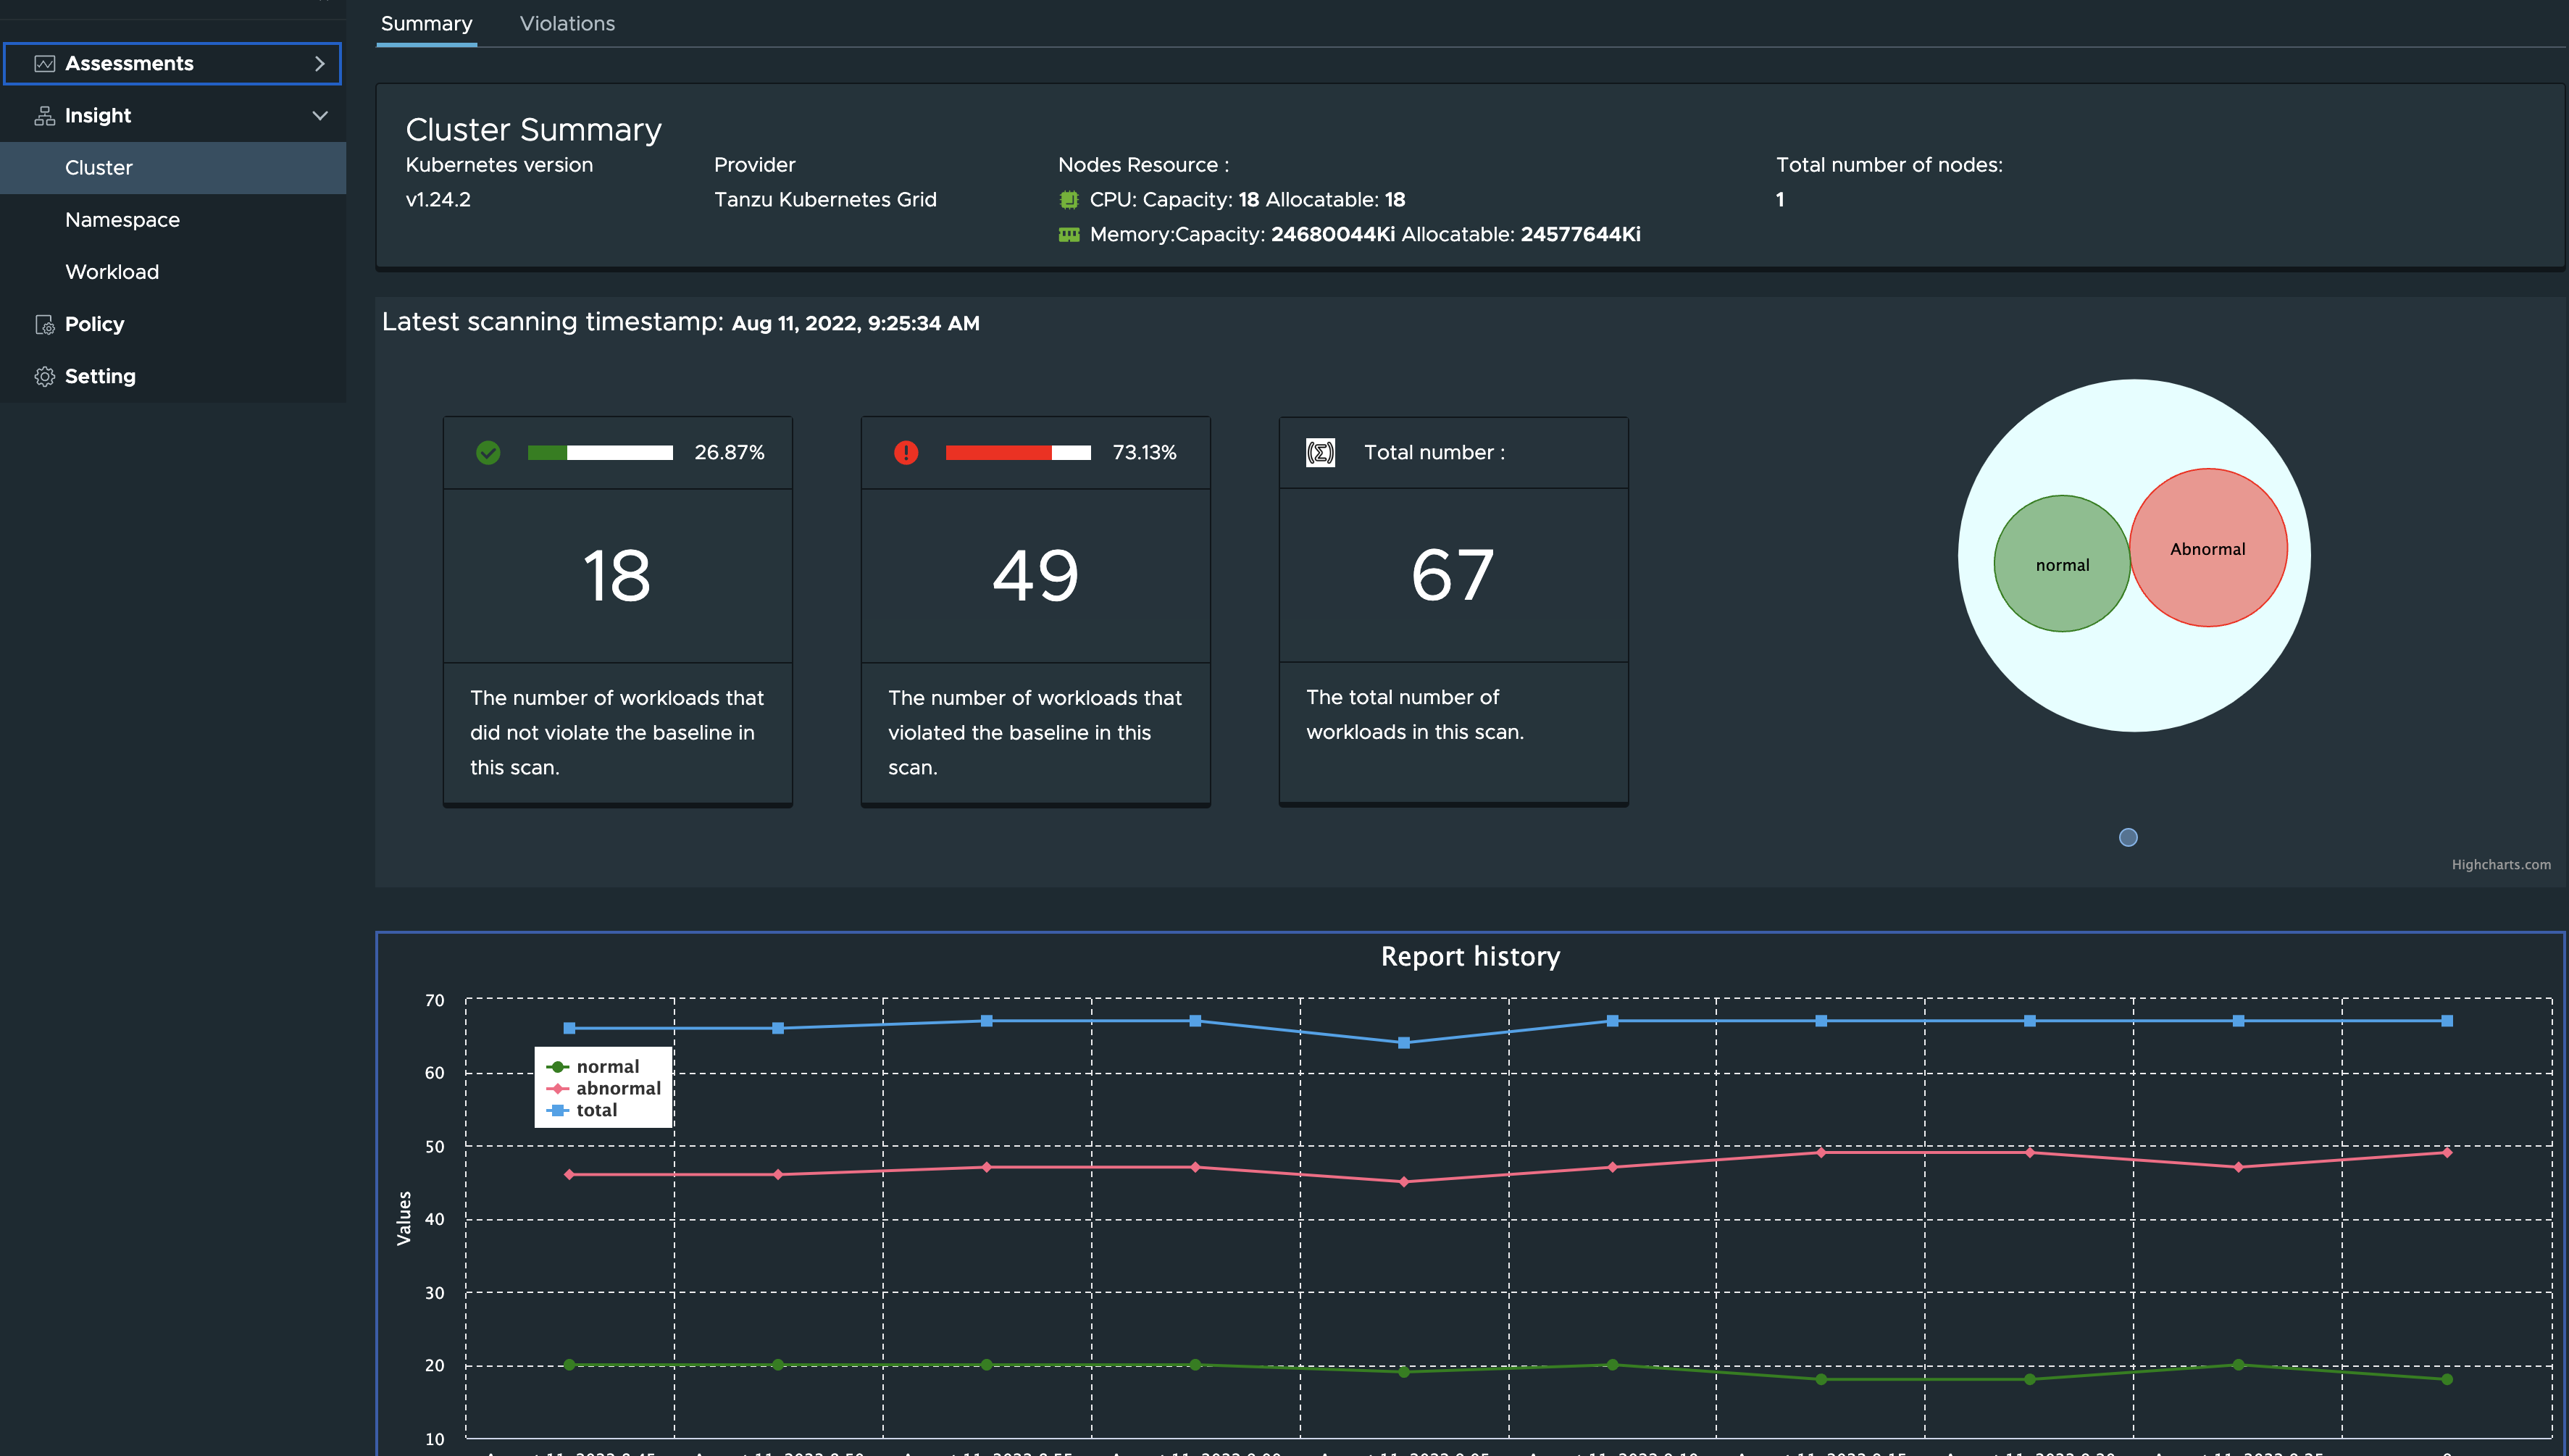 Summary
Violations
Assessments
Insight
Cluster
Namespace
Workload
Policy
Setting
Cluster Summary
Kubernetes version
v1.24.2
Provider
Tanzu Kubernetes Grid
Nodes Resource :
CPU: Capacity: 18 Allocatable: 18
Memory:Capacity: 24680044Ki Allocatable: 24577644Ki
Total number of nodes:
1
Latest scanning timestamp: Aug 11, 2022, 9:25:34 AM
26.87%
18
The number of workloads that
did not violate the baseline in
this scan.
73.13%
49
The number of workloads that
violated the baseline in this
scan.
(Σ)
Total number :
67
The total number of
workloads in this scan.
normal
Abnormal
Highcharts.com
Report history
70
60
50
40
30
20
10
Values
normal
abnormal
total